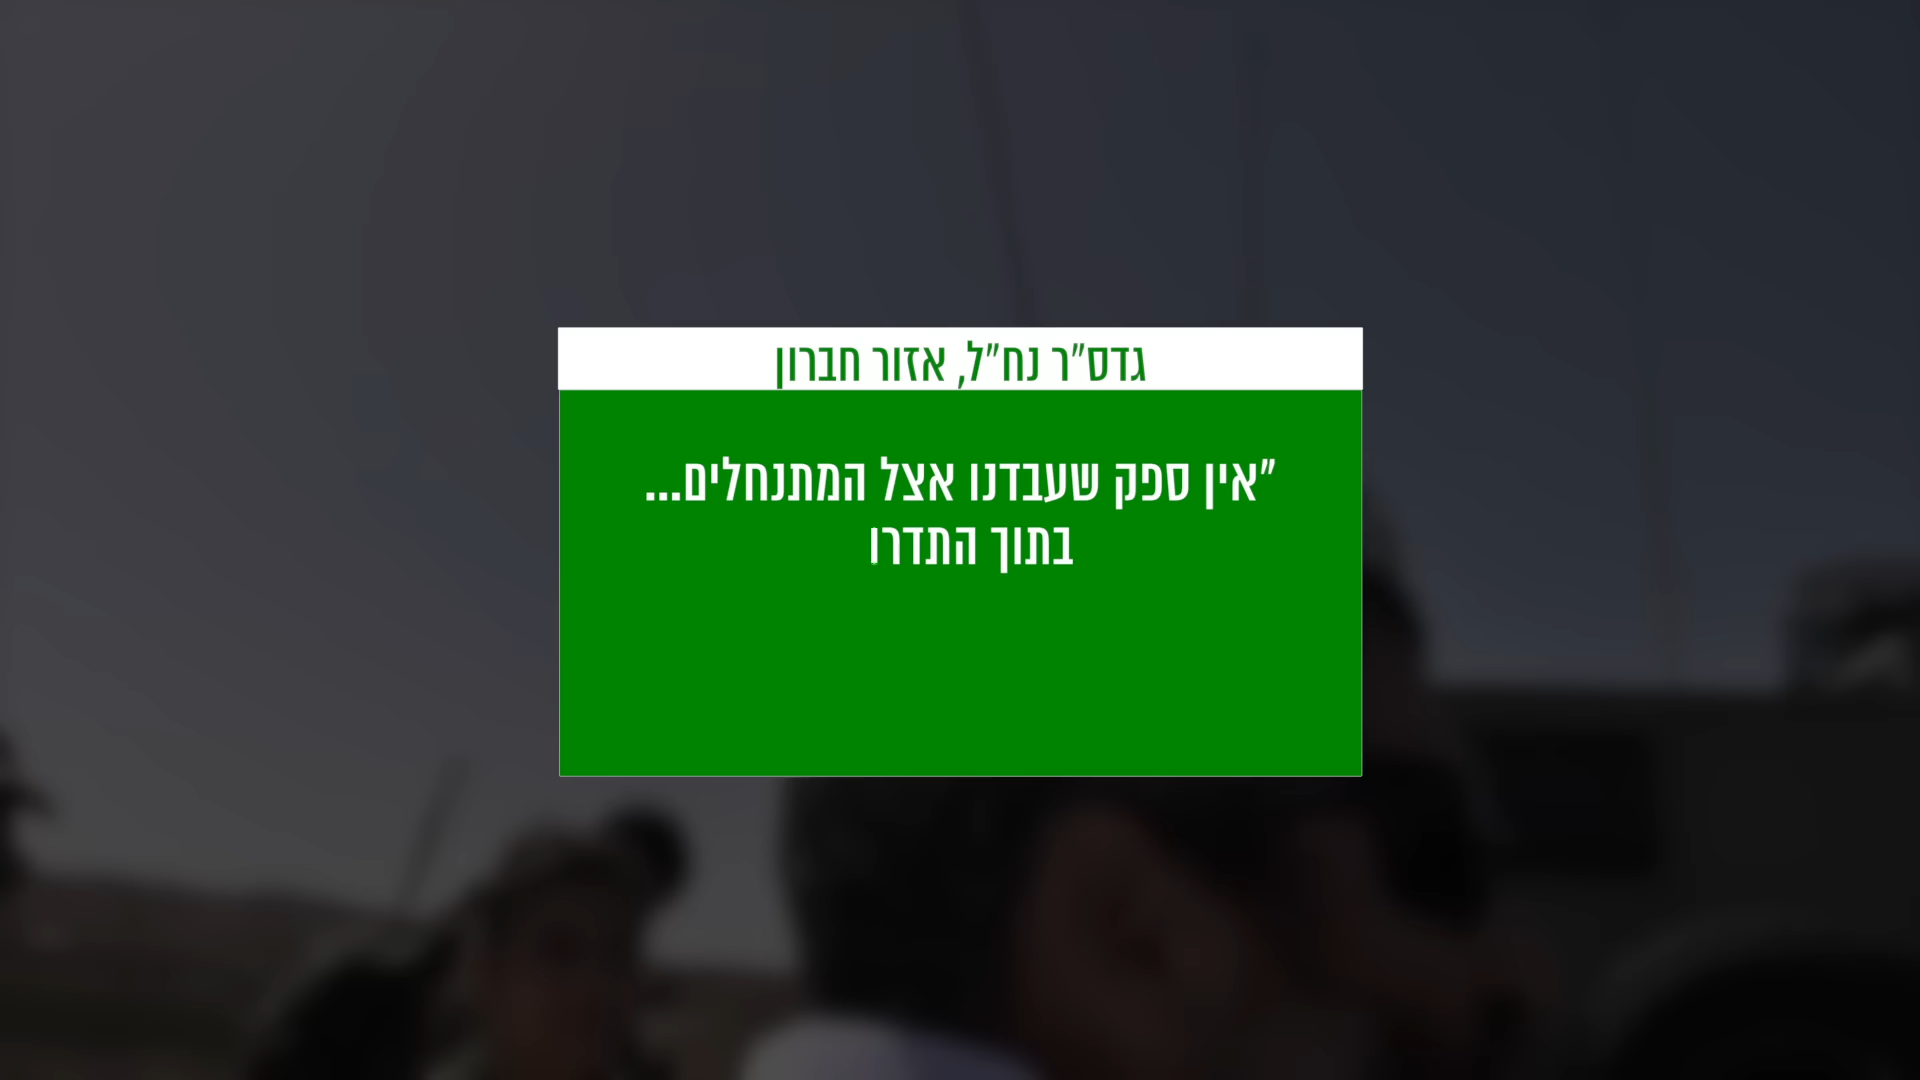 גדס"ר נח"ל, אזור חברון
"אין ספק שעבדנו אצל המתנחלים...
בתוך התדרו